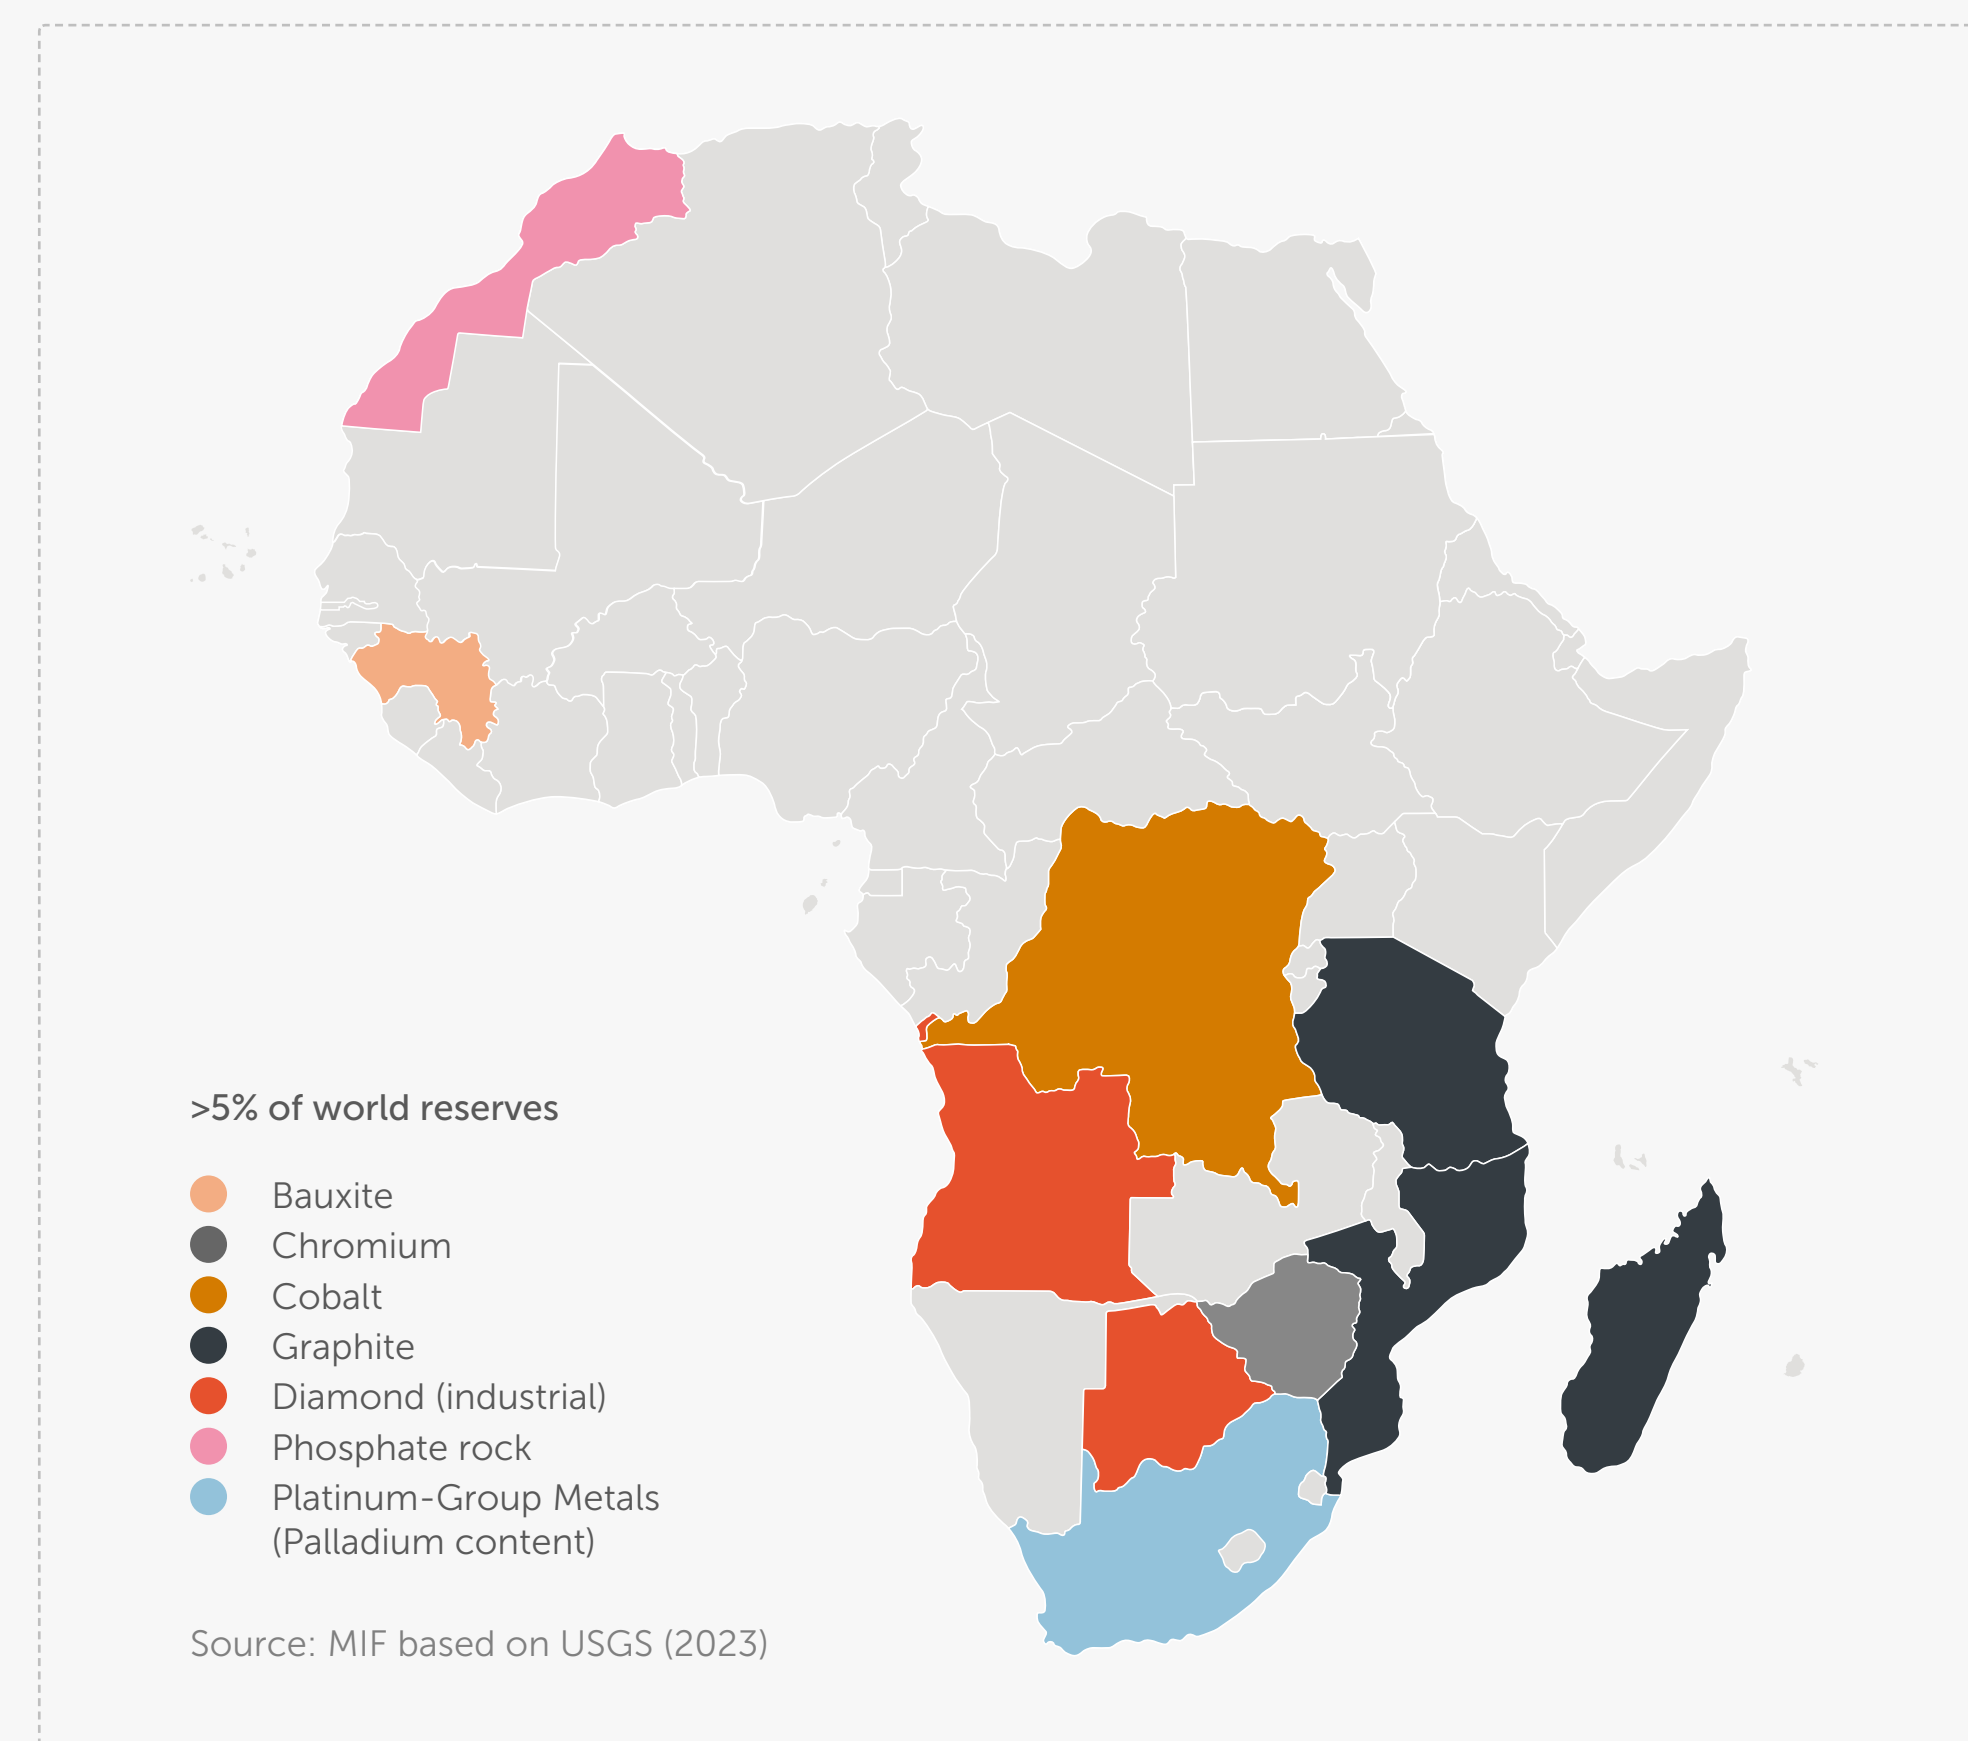 >5% of world reserves
Bauxite
Chromium
Cobalt
Graphite
Diamond (industrial)
Phosphate rock
Platinum-Group Metals
(Palladium content)
Source: MIF based on USGS (2023)